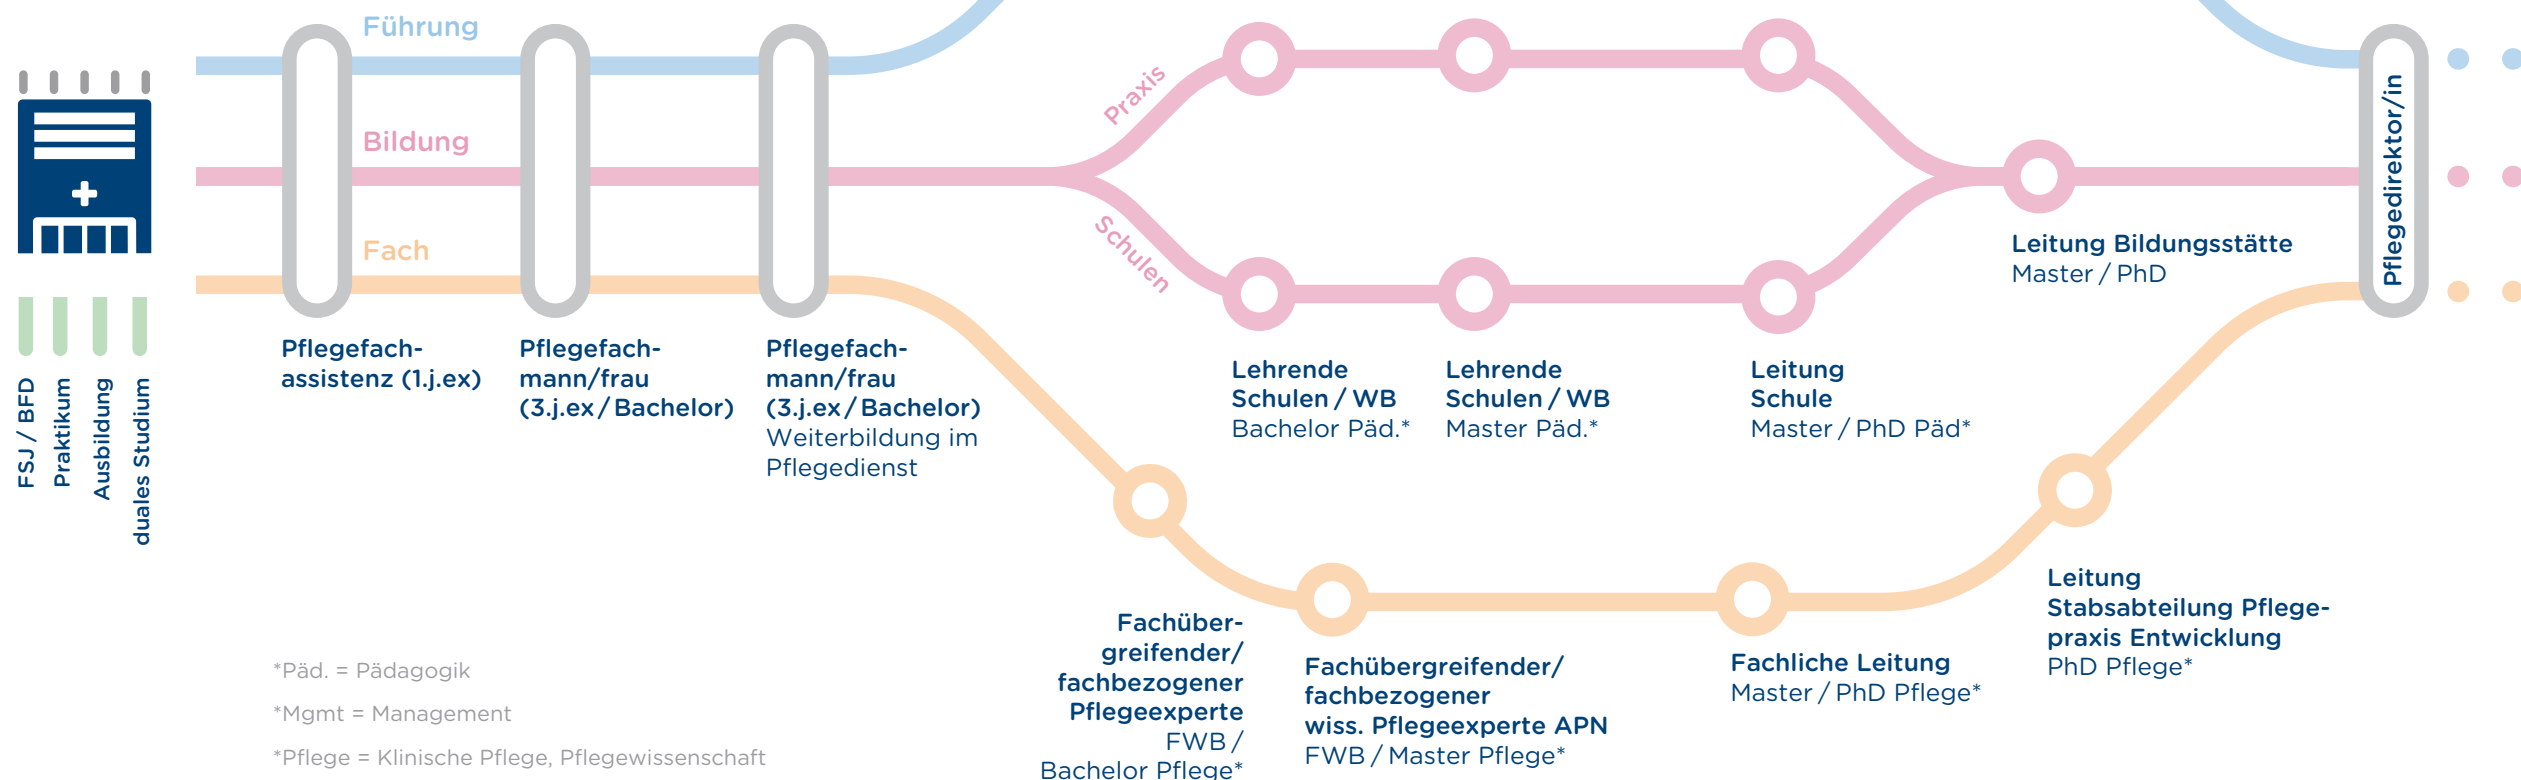 Führung
Bildung
Fach
FSJ / BFD
Praktikum
Ausbildung
duales Studium
Pflegefach-
assistenz (1.j.ex)
Pflegefach-
mann/frau
(3.j.ex / Bachelor)
Pflegefach-
mann/frau
(3.j.ex / Bachelor)
Weiterbildung im
Pflegedienst
Praxis
Schulen
Lehrende
Schulen / WB
Bachelor Päd.*
Lehrende
Schulen / WB
Master Päd.*
Leitung
Schule
Master / PhD Päd*
Leitung Bildungsstätte
Master / PhD
Pflegedirektor/in
Fachüber-
greifender/
fachbezogener
Pflegeexperte
FWB /
Bachelor Pflege*
Fachübergreifender/
fachbezogener
wiss. Pflegeexperte APN
FWB / Master Pflege*
Fachliche Leitung
Master / PhD Pflege*
Leitung
Stabsabteilung Pflege-
praxis Entwicklung
PhD Pflege*
*Päd. = Pädagogik
*Mgmt = Management
*Pflege = Klinische Pflege, Pflegewissenschaft